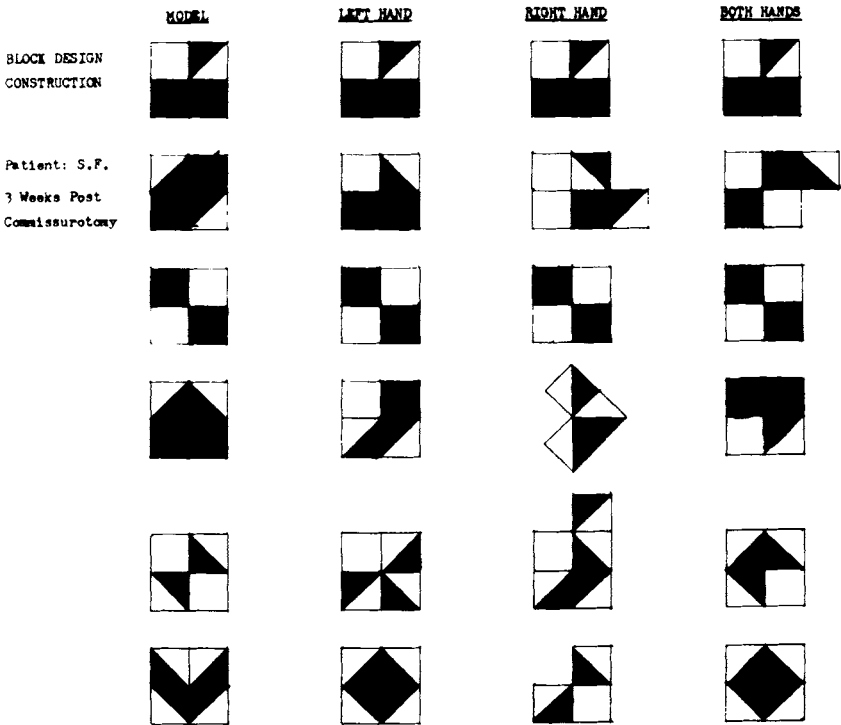 MODEL LEFT HAND RIGHT HAND BOTH HANDS
BLOCK DESIGN
CONSTRUCTION
Patient: S.F.
3 Weeks Post
Commissurotomy